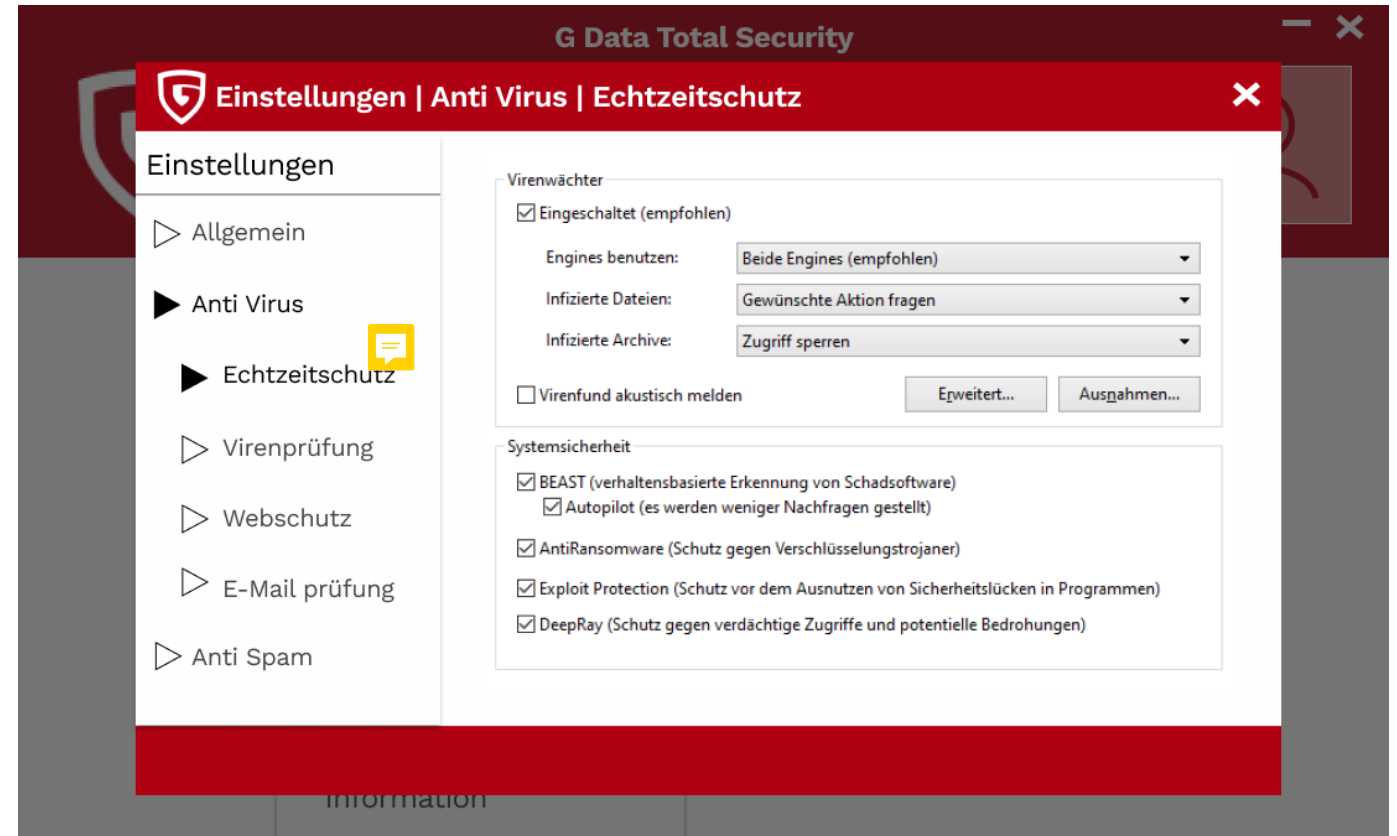 G Data Total Security
Einstellungen | Anti Virus | Echtzeitschutz
Einstellungen
Allgemein
Anti Virus
Echtzeitschutz
Virenprüfung
Webschutz
E-Mail prüfung
Anti Spam
Virenwächter
Eingeschaltet (empfohlen)
Engines benutzen: Beide Engines (empfohlen)
Infizierte Dateien: Gewünschte Aktion fragen
Infizierte Archive: Zugriff sperren
Virenfund akustisch melden Erweitert... Ausnahmen...
Systemsicherheit
BEAST (verhaltensbasierte Erkennung von Schadsoftware)
Autopilot (es werden weniger Nachfragen gestellt)
AntiRansomware (Schutz gegen Verschlüsselungstrojaner)
Exploit Protection (Schutz vor dem Ausnutzen von Sicherheitslücken in Programmen)
DeepRay (Schutz gegen verdächtige Zugriffe und potentielle Bedrohungen)
Information